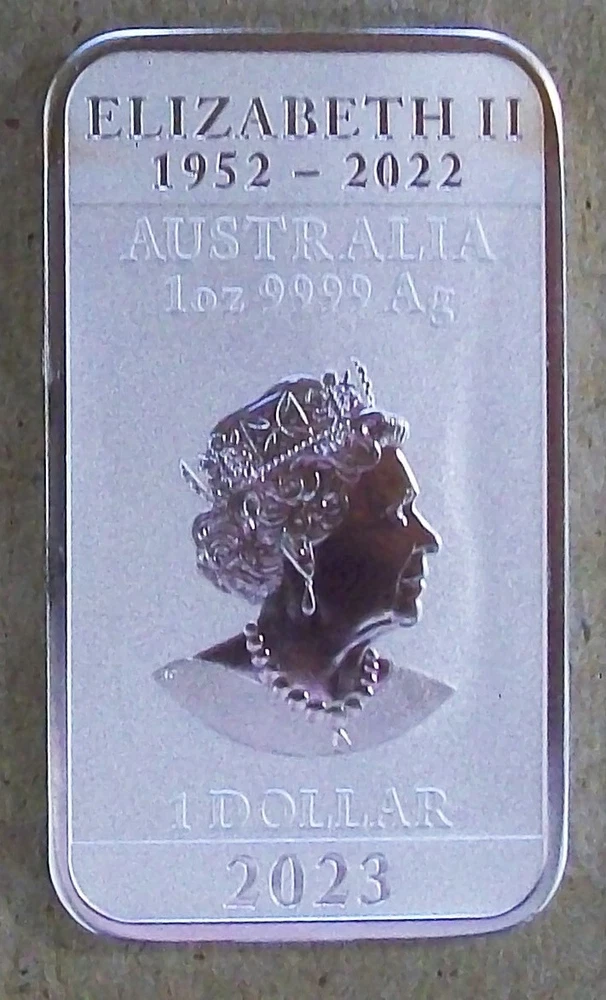 ELIZABETH II
1952 – 2022
AUSTRALIA
1oz 9999 Ag
1 DOLLAR
2023